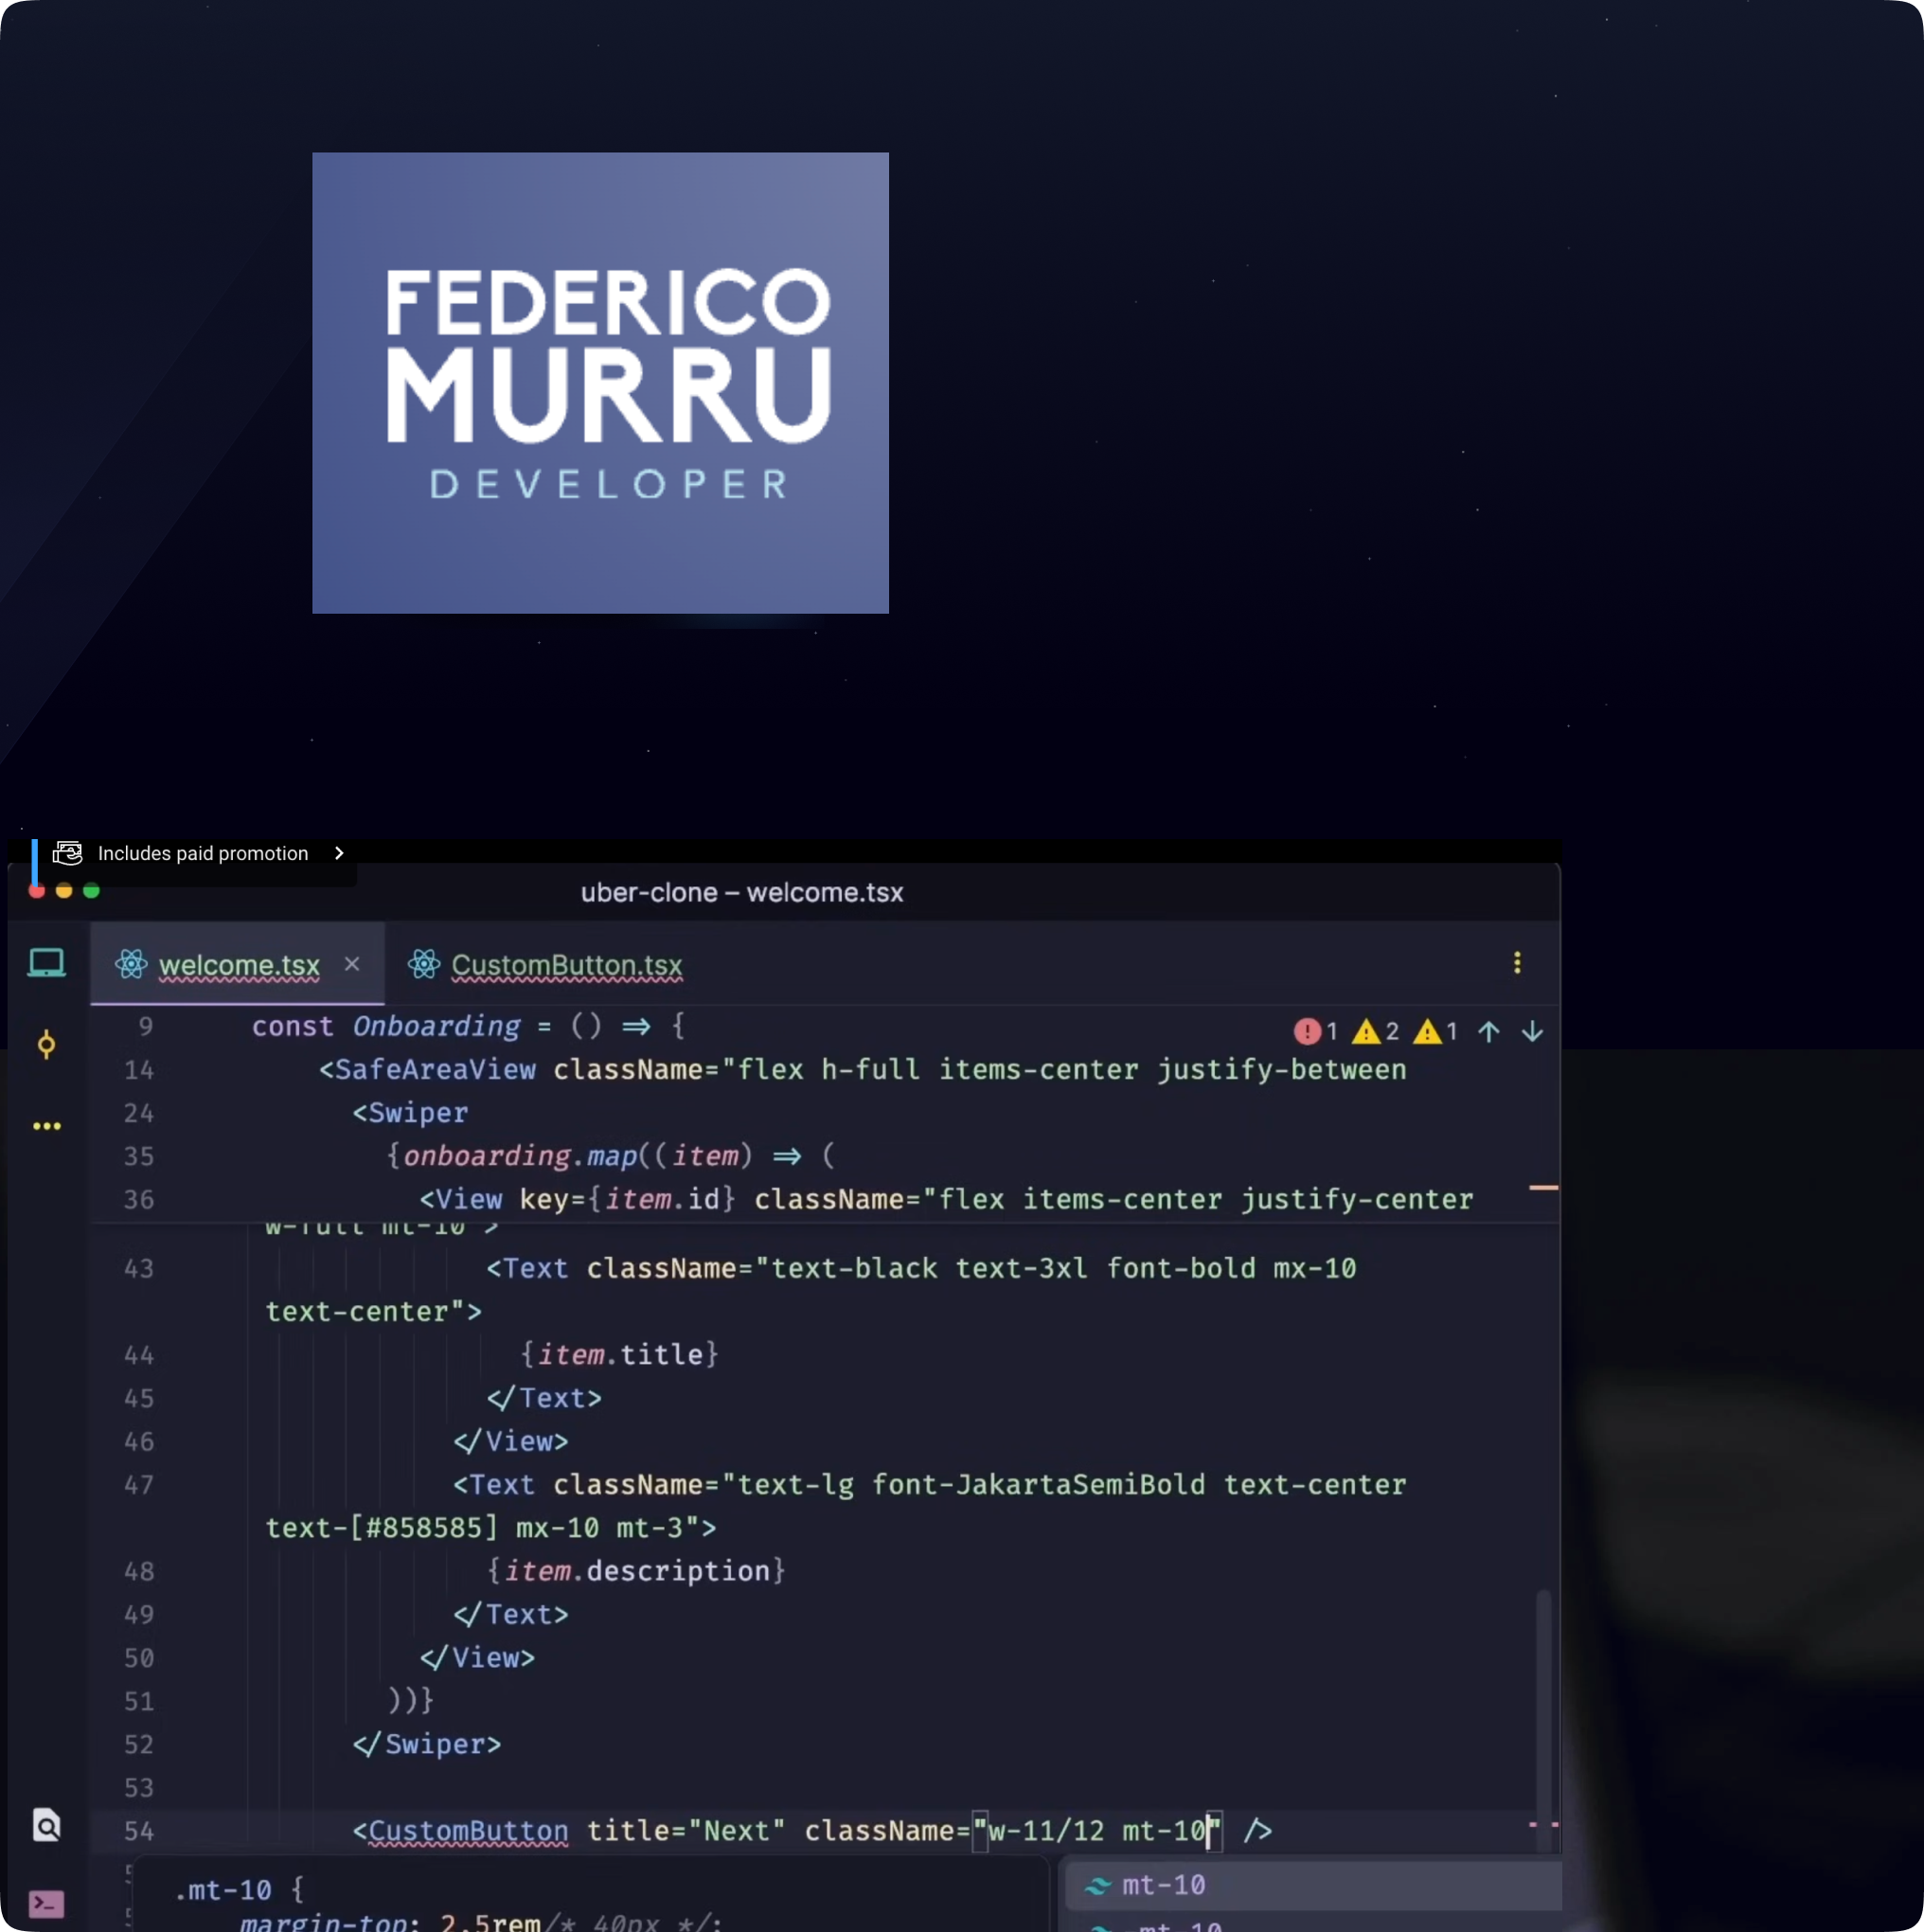 FEDERICO
MURRU
DEVELOPER
Includes paid promotion
uber-clone – welcome.tsx
welcome.tsx × CustomButton.tsx
9 const Onboarding = () => { 1 2 1
14 <SafeAreaView className="flex h-full items-center justify-between
24 <Swiper
35 {onboarding.map((item) => (
36 <View key={item.id} className="flex items-center justify-center
w-full mt-10">
43 <Text className="text-black text-3xl font-bold mx-10
text-center">
44 {item.title}
45 </Text>
46 </View>
47 <Text className="text-lg font-JakartaSemiBold text-center
text-[#858585] mx-10 mt-3">
48 {item.description}
49 </Text>
50 </View>
51 ))}
52 </Swiper>
53
54 <CustomButton title="Next" className="w-11/12 mt-10" />
.mt-10 {
margin-top: 2.5rem/* 40px */;
mt-10
-mt-10